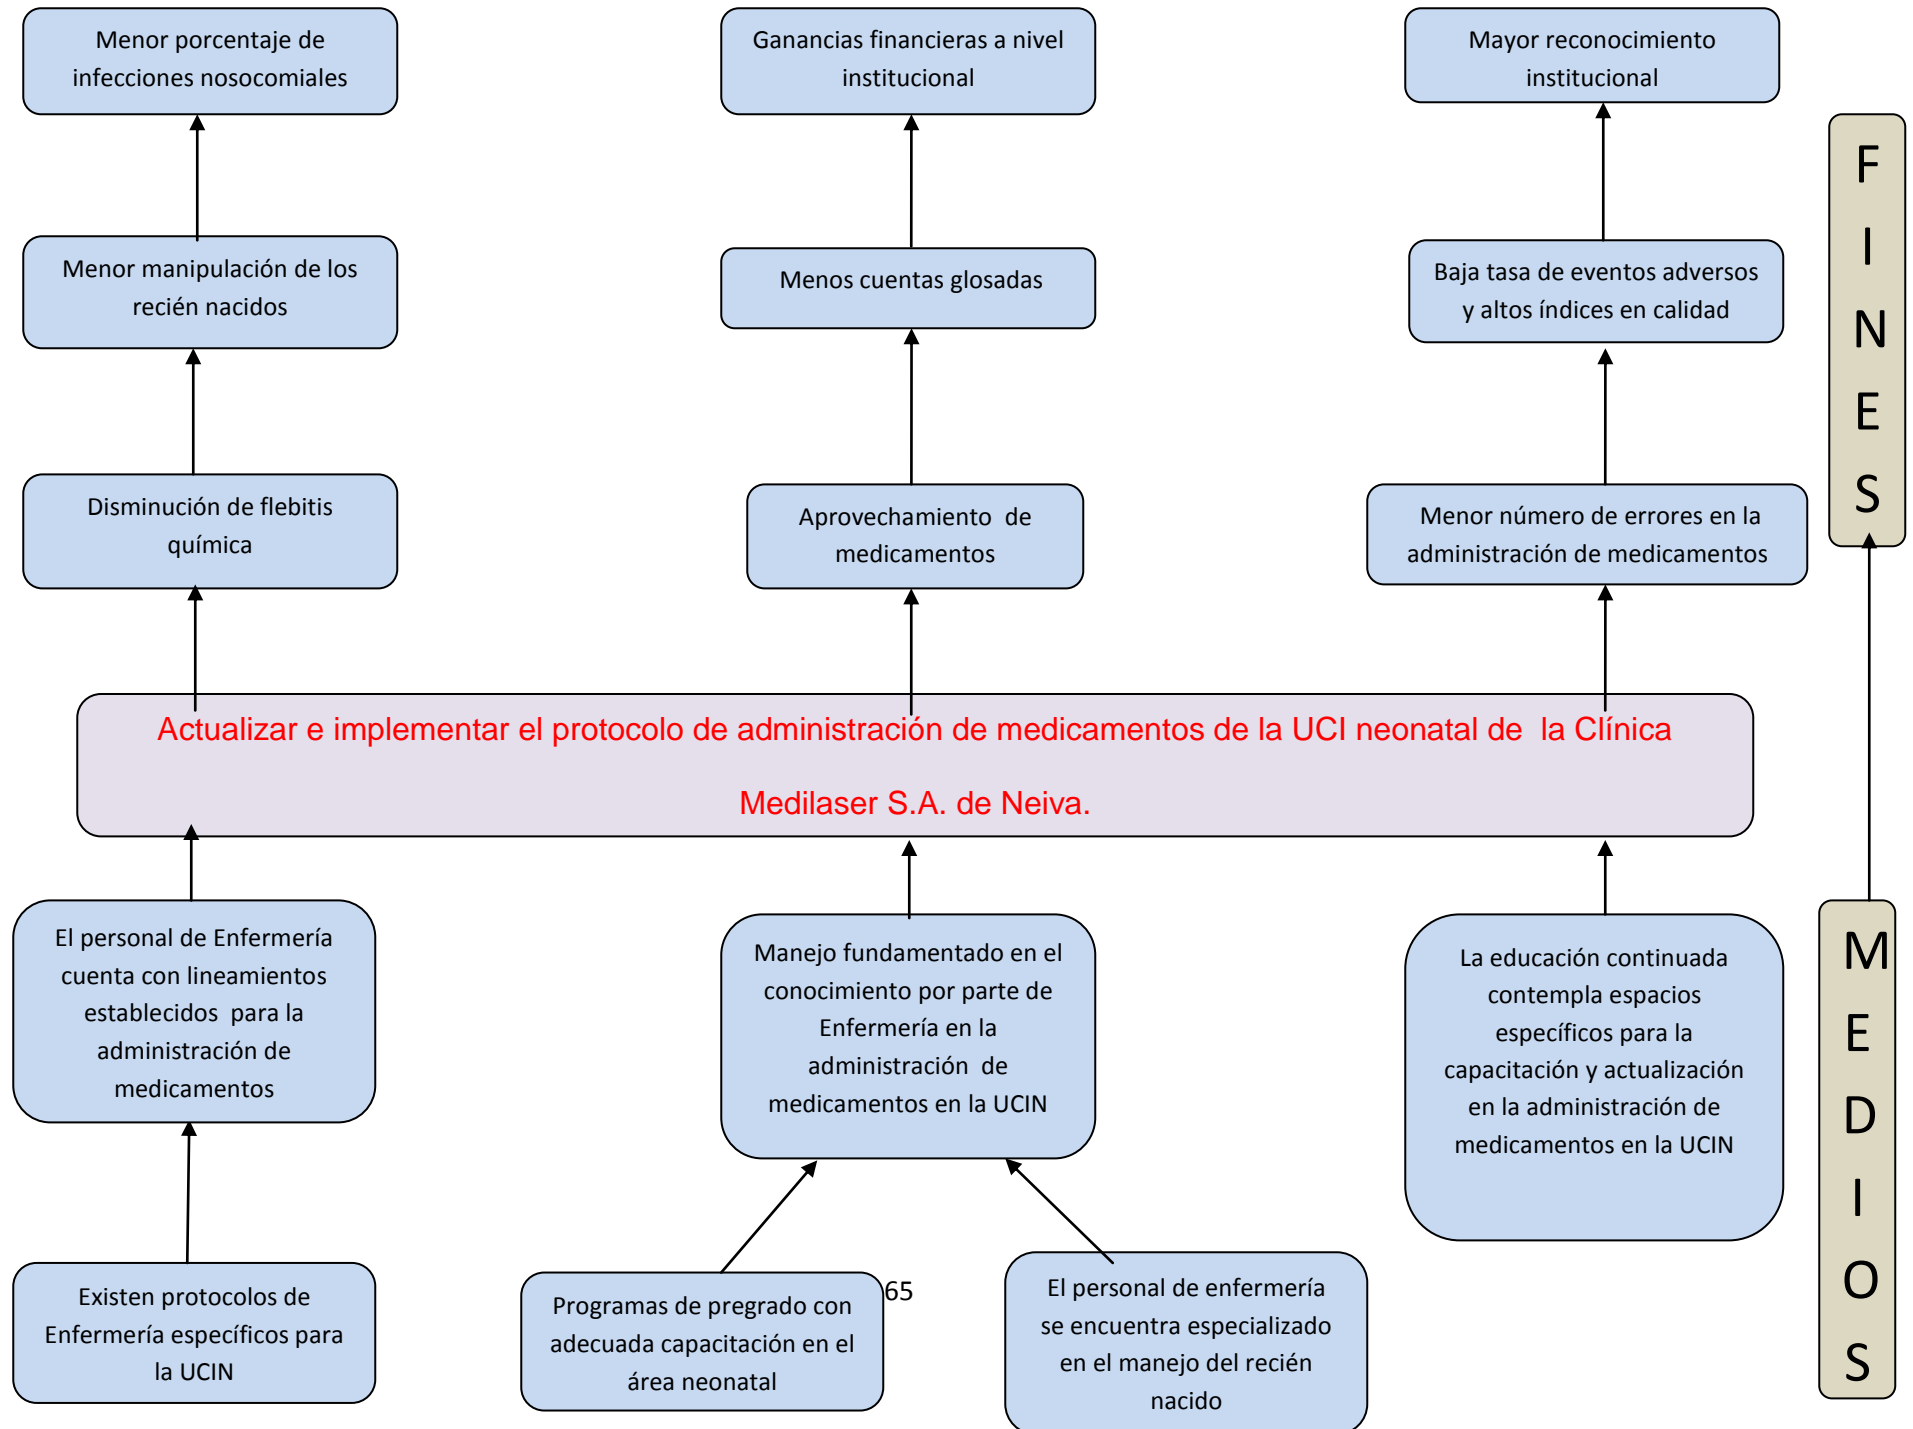 Menor porcentaje de
infecciones nosocomiales
Ganancias financieras a nivel
institucional
Mayor reconocimiento
institucional
Menor manipulación de los
recién nacidos
Menos cuentas glosadas
Baja tasa de eventos adversos
y altos índices en calidad
Disminución de flebitis
química
Aprovechamiento de
medicamentos
Menor número de errores en la
administración de medicamentos
F
I
N
E
S
Actualizar e implementar el protocolo de administración de medicamentos de la UCI neonatal de la Clínica
Medilaser S.A. de Neiva.
El personal de Enfermería
cuenta con lineamientos
establecidos para la
administración de
medicamentos
Manejo fundamentado en el
conocimiento por parte de
Enfermería en la
administración de
medicamentos en la UCIN
La educación continuada
contempla espacios
específicos para la
capacitación y actualización
en la administración de
medicamentos en la UCIN
Existen protocolos de
Enfermería específicos para
la UCIN
Programas de pregrado con
adecuada capacitación en el
área neonatal
65
El personal de enfermería
se encuentra especializado
en el manejo del recién
nacido
M
E
D
I
O
S